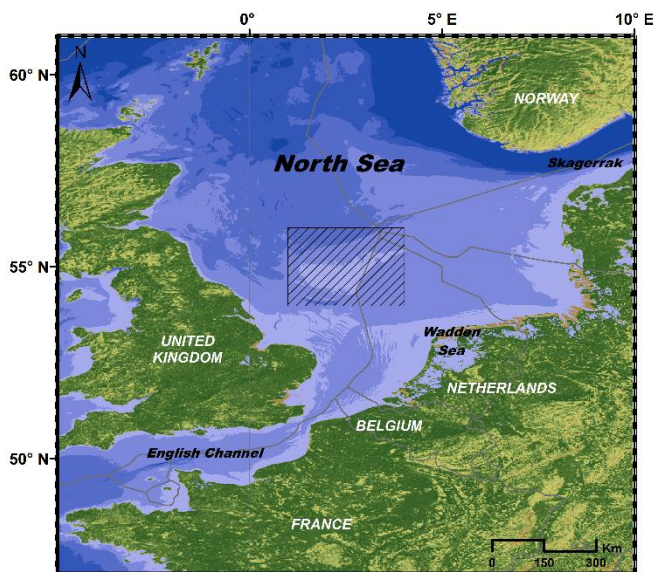 0°
5° E
10° E
N
60° N
NORWAY
Skagerrak
North Sea
55° N
UNITED
KINGDOM
Wadden
Sea
NETHERLANDS
BELGIUM
English Channel
50° N
FRANCE
Km
0
150
300